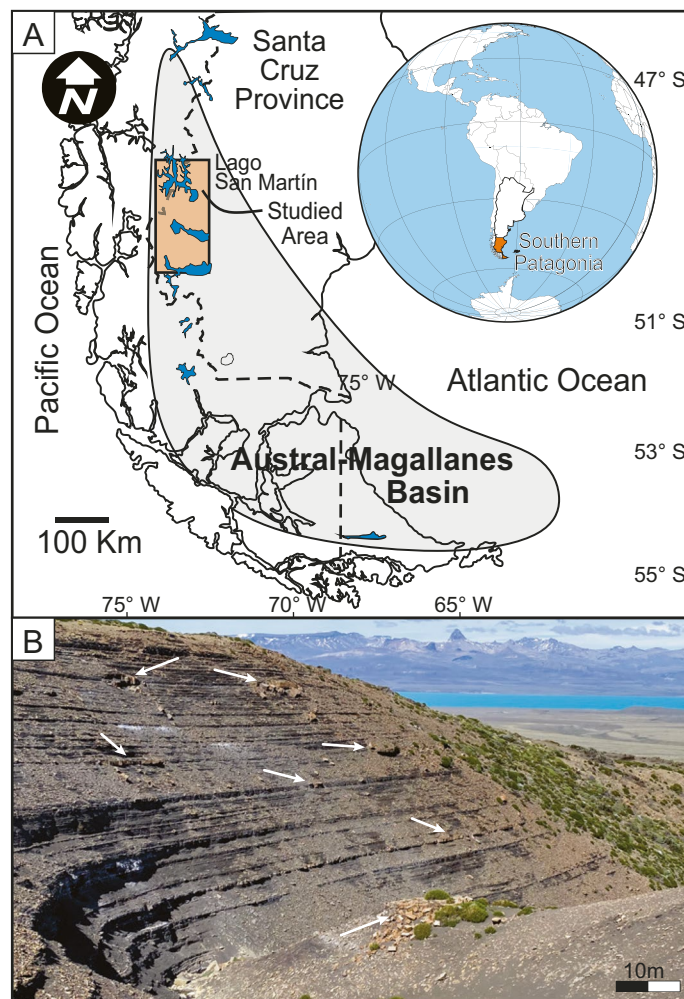 A
N
Santa
Cruz
Province
47° S
Lago
San Martín
Studied
Area
Southern
Patagonia
Pacific Ocean
51° S
75° W
Atlantic Ocean
53° S
Austral-Magallanes
Basin
100 Km
55° S
75° W
70° W
65° W
B
10m